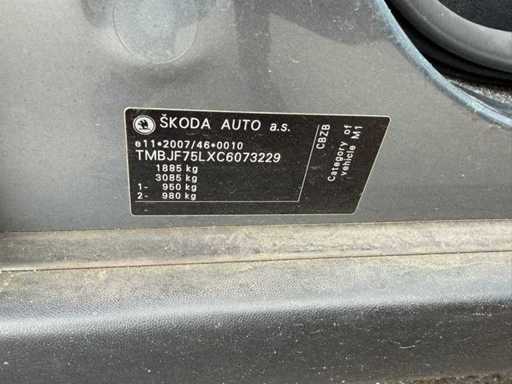 ŠKODA AUTO a.s.
e11*2007/46*0010
TMBJF75LXC6073229
1885 kg
3085 kg
1- 950 kg
2- 980 kg
CBZB
Category of
vehicle M1